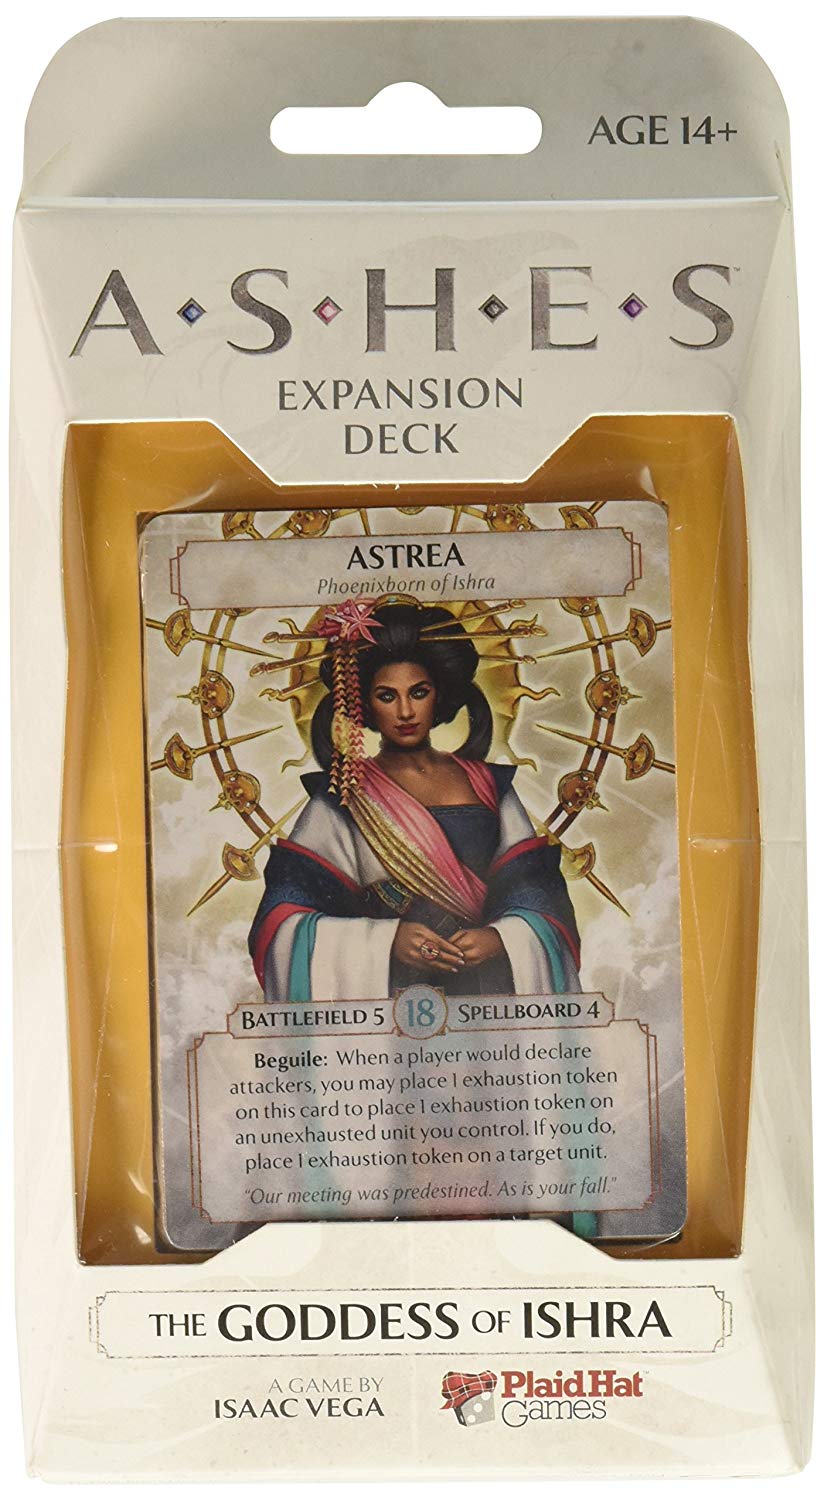 AGE 14+
A·S·H·E·S™
EXPANSION
DECK
ASTREA
Phoenixborn of Ishra
BATTLEFIELD 5 18 SPELLBOARD 4
Beguile: When a player would declare
attackers, you may place 1 exhaustion token
on this card to place 1 exhaustion token on
an unexhausted unit you control. If you do,
place 1 exhaustion token on a target unit.
"Our meeting was predestined. As is your fall."
THE GODDESS OF ISHRA
A GAME BY
ISAAC VEGA
Plaid Hat™
Games